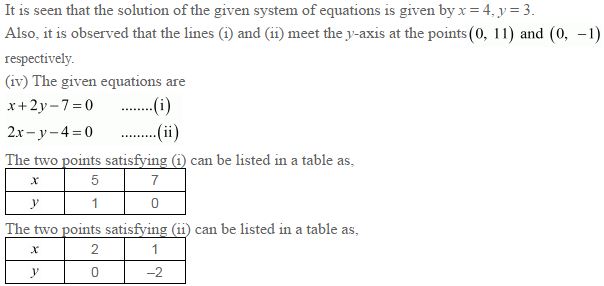 It is seen that the solution of the given system of equations is given by x = 4, y = 3.
Also, it is observed that the lines (i) and (ii) meet the y-axis at the points (0, 11) and (0, −1)
respectively.
(iv) The given equations are
x + 2y − 7 = 0 ........(i)
2x − y − 4 = 0 .........(ii)
The two points satisfying (i) can be listed in a table as,
x 5 7
y 1 0
The two points satisfying (ii) can be listed in a table as,
x 2 1
y 0 −2